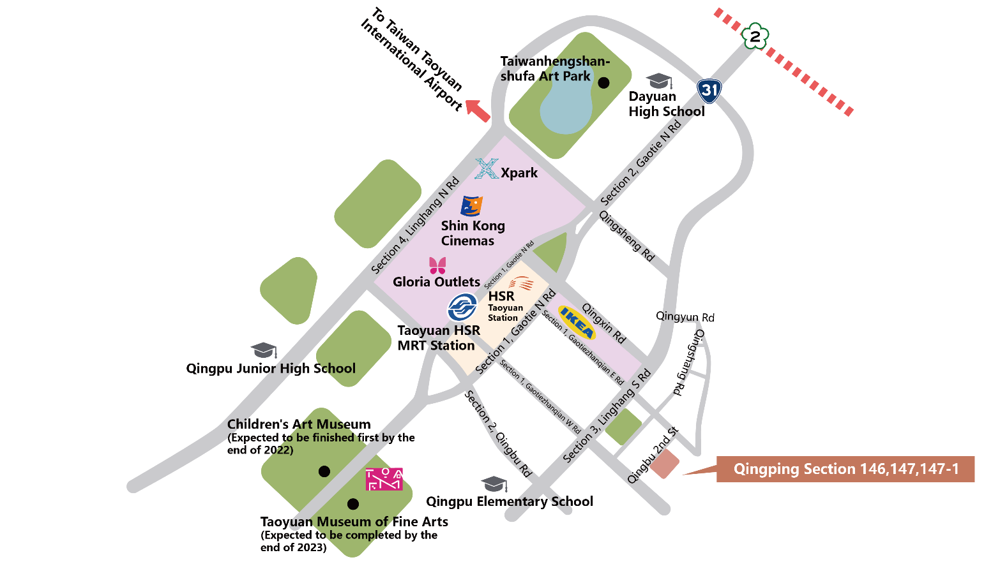 To Taiwan Taoyuan
International Airport
2
31
Taiwanhengshan-
shufa Art Park
Dayuan
High School
Section 2, Gaotie N Rd
Xpark
Section 4, Linghang N Rd
Shin Kong
Cinemas
Qingsheng Rd
Section 1, Gaotie N Rd
Gloria Outlets
HSR
Taoyuan
Station
Section 1, Gaotie N Rd
IKEA
Qingxin Rd
Section 1, Gaotiezhanqian E Rd
Qingyun Rd
Qingshang Rd
Taoyuan HSR
MRT Station
Qingpu Junior High School
Section 1, Gaotiezhanqian W Rd
Section 3, Linghang S Rd
Section 2, Qingbu Rd
Children's Art Museum
(Expected to be finished first by the
end of 2022)
Qingbu 2nd St
Qingping Section 146,147,147-1
Qingpu Elementary School
Taoyuan Museum of Fine Arts
(Expected to be completed by the
end of 2023)